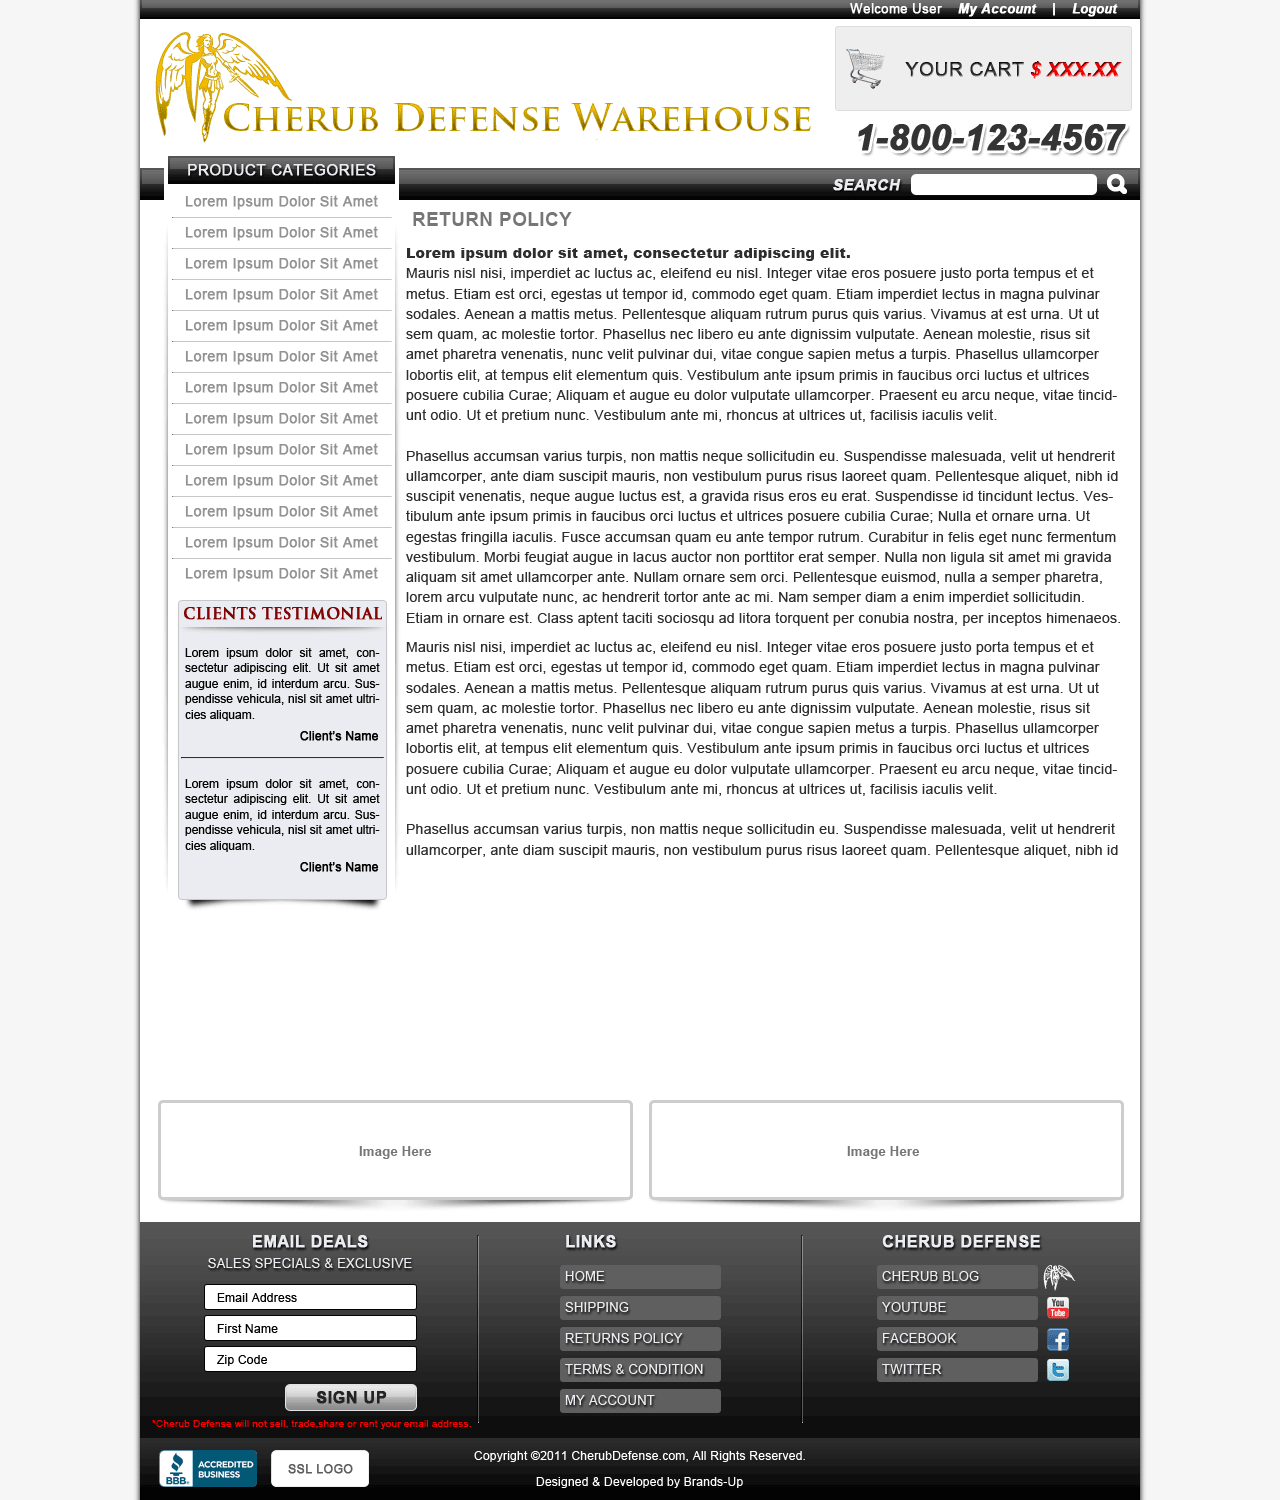 Welcome User My Account | Logout
YOUR CART $ XXX.XX
CHERUB DEFENSE WAREHOUSE
1-800-123-4567
PRODUCT CATEGORIES
SEARCH
Lorem Ipsum Dolor Sit Amet
Lorem Ipsum Dolor Sit Amet
Lorem Ipsum Dolor Sit Amet
Lorem Ipsum Dolor Sit Amet
Lorem Ipsum Dolor Sit Amet
Lorem Ipsum Dolor Sit Amet
Lorem Ipsum Dolor Sit Amet
Lorem Ipsum Dolor Sit Amet
Lorem Ipsum Dolor Sit Amet
Lorem Ipsum Dolor Sit Amet
Lorem Ipsum Dolor Sit Amet
Lorem Ipsum Dolor Sit Amet
Lorem Ipsum Dolor Sit Amet
CLIENTS TESTIMONIAL
Lorem ipsum dolor sit amet, con-
sectetur adipiscing elit. Ut sit amet
augue enim, id interdum arcu. Sus-
pendisse vehicula, nisl sit amet ultri-
cies aliquam.
Client's Name
Lorem ipsum dolor sit amet, con-
sectetur adipiscing elit. Ut sit amet
augue enim, id interdum arcu. Sus-
pendisse vehicula, nisl sit amet ultri-
cies aliquam.
Client's Name
RETURN POLICY
Lorem ipsum dolor sit amet, consectetur adipiscing elit.
Mauris nisl nisi, imperdiet ac luctus ac, eleifend eu nisl. Integer vitae eros posuere justo porta tempus et et
metus. Etiam est orci, egestas ut tempor id, commodo eget quam. Etiam imperdiet lectus in magna pulvinar
sodales. Aenean a mattis metus. Pellentesque aliquam rutrum purus quis varius. Vivamus at est urna. Ut ut
sem quam, ac molestie tortor. Phasellus nec libero eu ante dignissim vulputate. Aenean molestie, risus sit
amet pharetra venenatis, nunc velit pulvinar dui, vitae congue sapien metus a turpis. Phasellus ullamcorper
lobortis elit, at tempus elit elementum quis. Vestibulum ante ipsum primis in faucibus orci luctus et ultrices
posuere cubilia Curae; Aliquam et augue eu dolor vulputate ullamcorper. Praesent eu arcu neque, vitae tincid-
unt odio. Ut et pretium nunc. Vestibulum ante mi, rhoncus at ultrices ut, facilisis iaculis velit.
Phasellus accumsan varius turpis, non mattis neque sollicitudin eu. Suspendisse malesuada, velit ut hendrerit
ullamcorper, ante diam suscipit mauris, non vestibulum purus risus laoreet quam. Pellentesque aliquet, nibh id
suscipit venenatis, neque augue luctus est, a gravida risus eros eu erat. Suspendisse id tincidunt lectus. Ves-
tibulum ante ipsum primis in faucibus orci luctus et ultrices posuere cubilia Curae; Nulla et ornare urna. Ut
egestas fringilla iaculis. Fusce accumsan quam eu ante tempor rutrum. Curabitur in felis eget nunc fermentum
vestibulum. Morbi feugiat augue in lacus auctor non porttitor erat semper. Nulla non ligula sit amet mi gravida
aliquam sit amet ullamcorper ante. Nullam ornare sem orci. Pellentesque euismod, nulla a semper pharetra,
lorem arcu vulputate nunc, ac hendrerit tortor ante ac mi. Nam semper diam a enim imperdiet sollicitudin.
Etiam in ornare est. Class aptent taciti sociosqu ad litora torquent per conubia nostra, per inceptos himenaeos.
Mauris nisl nisi, imperdiet ac luctus ac, eleifend eu nisl. Integer vitae eros posuere justo porta tempus et et
metus. Etiam est orci, egestas ut tempor id, commodo eget quam. Etiam imperdiet lectus in magna pulvinar
sodales. Aenean a mattis metus. Pellentesque aliquam rutrum purus quis varius. Vivamus at est urna. Ut ut
sem quam, ac molestie tortor. Phasellus nec libero eu ante dignissim vulputate. Aenean molestie, risus sit
amet pharetra venenatis, nunc velit pulvinar dui, vitae congue sapien metus a turpis. Phasellus ullamcorper
lobortis elit, at tempus elit elementum quis. Vestibulum ante ipsum primis in faucibus orci luctus et ultrices
posuere cubilia Curae; Aliquam et augue eu dolor vulputate ullamcorper. Praesent eu arcu neque, vitae tincid-
unt odio. Ut et pretium nunc. Vestibulum ante mi, rhoncus at ultrices ut, facilisis iaculis velit.
Phasellus accumsan varius turpis, non mattis neque sollicitudin eu. Suspendisse malesuada, velit ut hendrerit
ullamcorper, ante diam suscipit mauris, non vestibulum purus risus laoreet quam. Pellentesque aliquet, nibh id
Image Here
Image Here
EMAIL DEALS
SALES SPECIALS & EXCLUSIVE
Email Address
First Name
Zip Code
SIGN UP
*Cherub Defense will not sell, trade,share or rent your email address.
LINKS
HOME
SHIPPING
RETURNS POLICY
TERMS & CONDITION
MY ACCOUNT
CHERUB DEFENSE
CHERUB BLOG
YOUTUBE
You Tube
FACEBOOK
TWITTER
BBB.
ACCREDITED
BUSINESS
SSL LOGO
Copyright ©2011 CherubDefense.com, All Rights Reserved.
Designed & Developed by Brands-Up